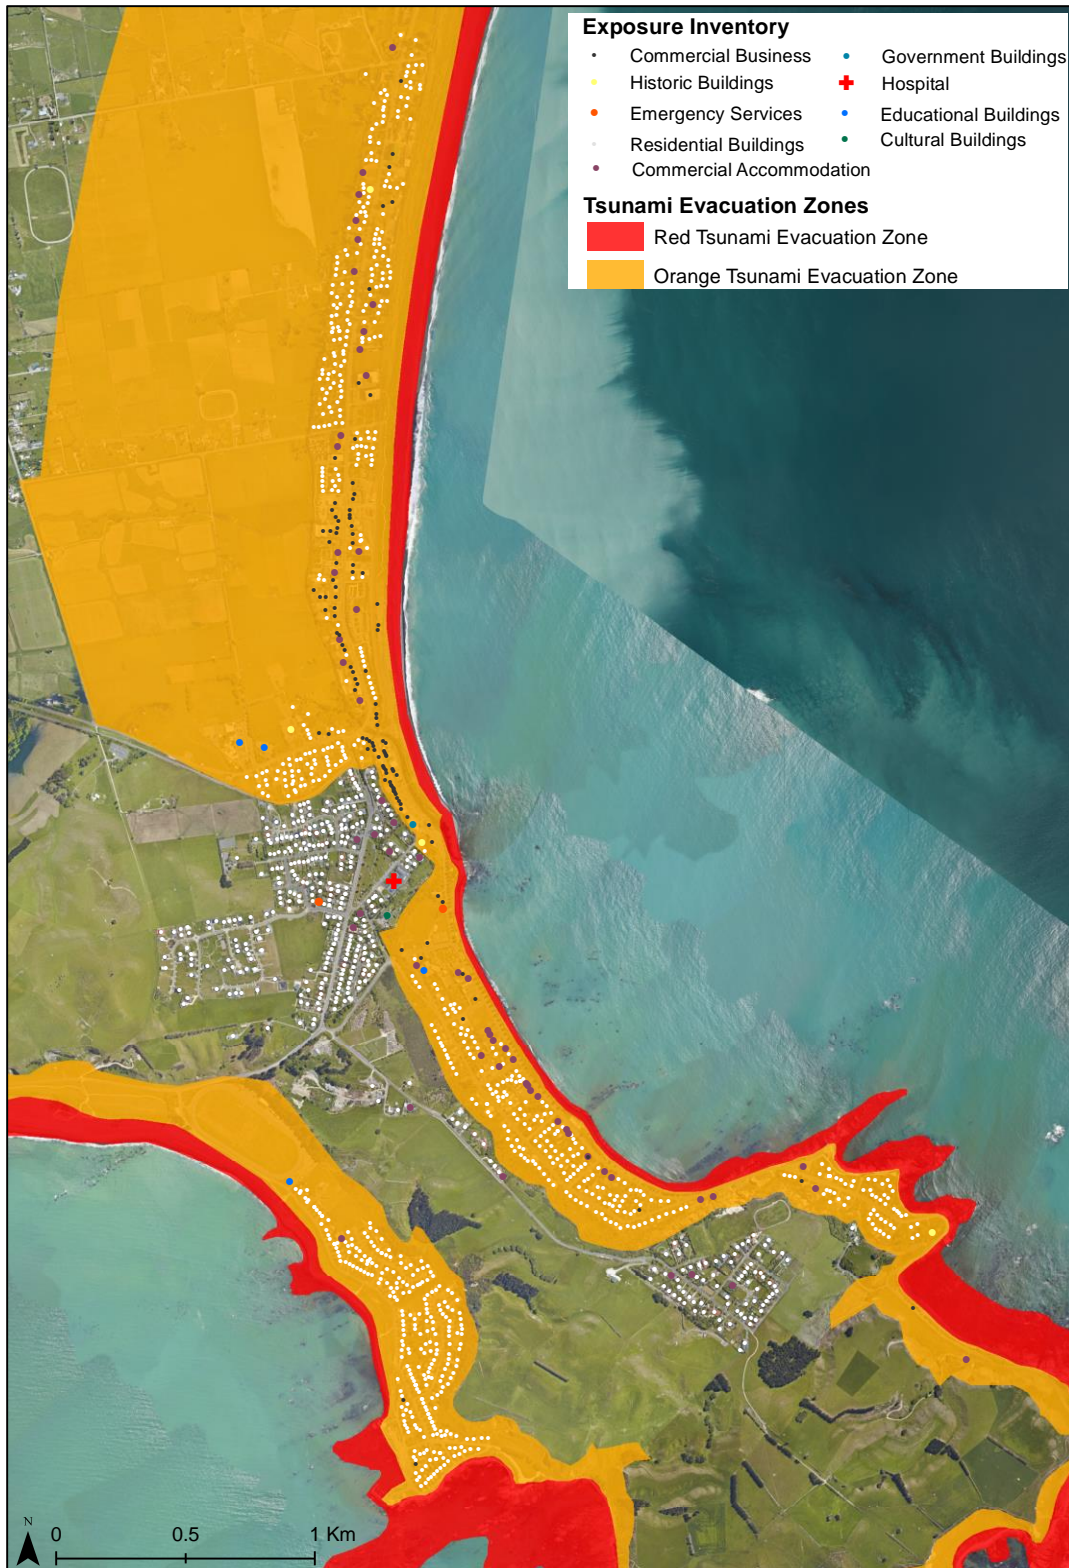 Exposure Inventory
Commercial Business
Government Buildings
Historic Buildings
Hospital
Emergency Services
Educational Buildings
Residential Buildings
Cultural Buildings
Commercial Accommodation
Tsunami Evacuation Zones
Red Tsunami Evacuation Zone
Orange Tsunami Evacuation Zone
N
0 0.5 1 Km